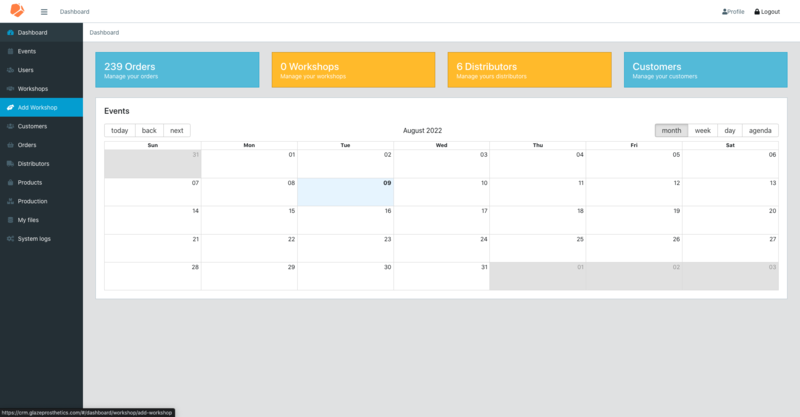 Dashboard
Profile
Logout
Dashboard
Events
Users
Workshops
Add Workshop
Customers
Orders
Distributors
Products
Production
My files
System logs
Dashboard
239 Orders
Manage your orders
0 Workshops
Manage your workshops
6 Distributors
Manage yours distributors
Customers
Manage your customers
Events
today back next
August 2022
month week day agenda
Sun Mon Tue Wed Thu Fri Sat
31 01 02 03 04 05 06
07 08 09 10 11 12 13
14 15 16 17 18 19 20
21 22 23 24 25 26 27
28 29 30 31 01 02 03
https://crm.glazeprosthetics.com/#/dashboard/workshop/add-workshop